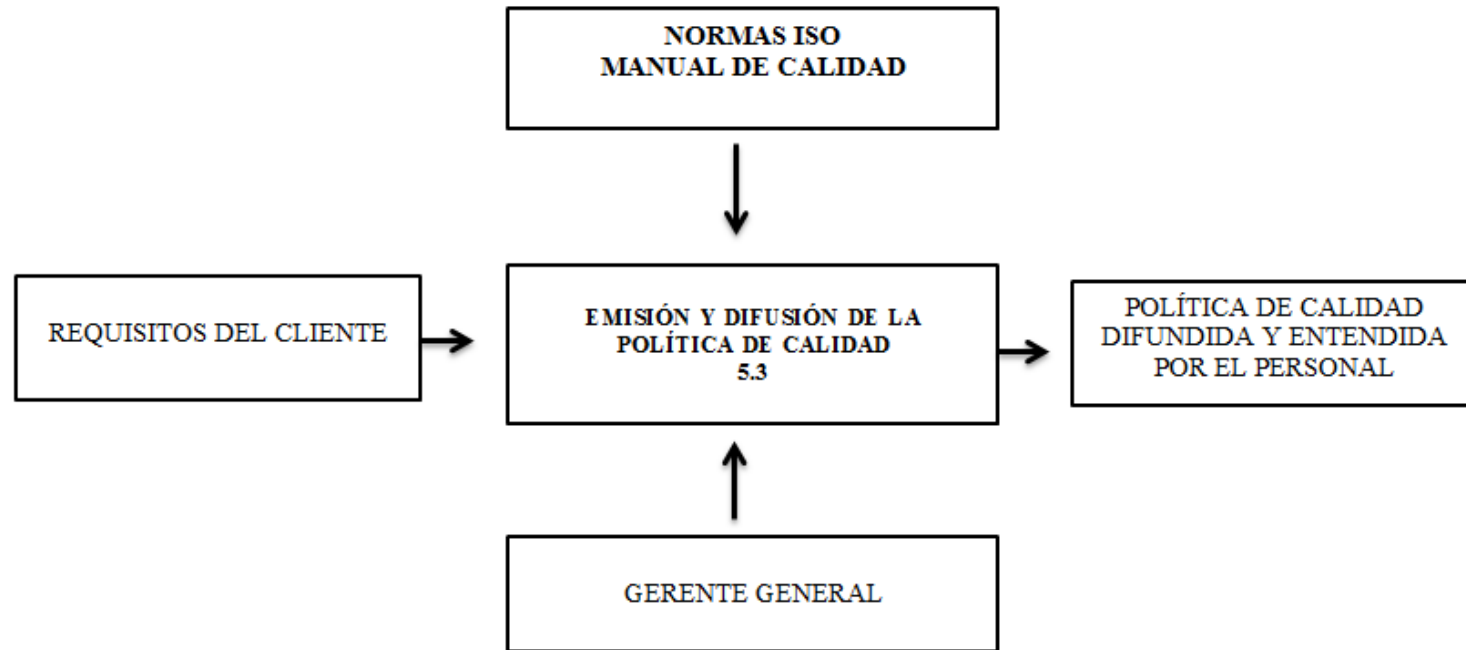 NORMAS ISO
MANUAL DE CALIDAD
REQUISITOS DEL CLIENTE
EMISIÓN Y DIFUSIÓN DE LA
POLÍTICA DE CALIDAD
5.3
POLÍTICA DE CALIDAD
DIFUNDIDA Y ENTENDIDA
POR EL PERSONAL
GERENTE GENERAL